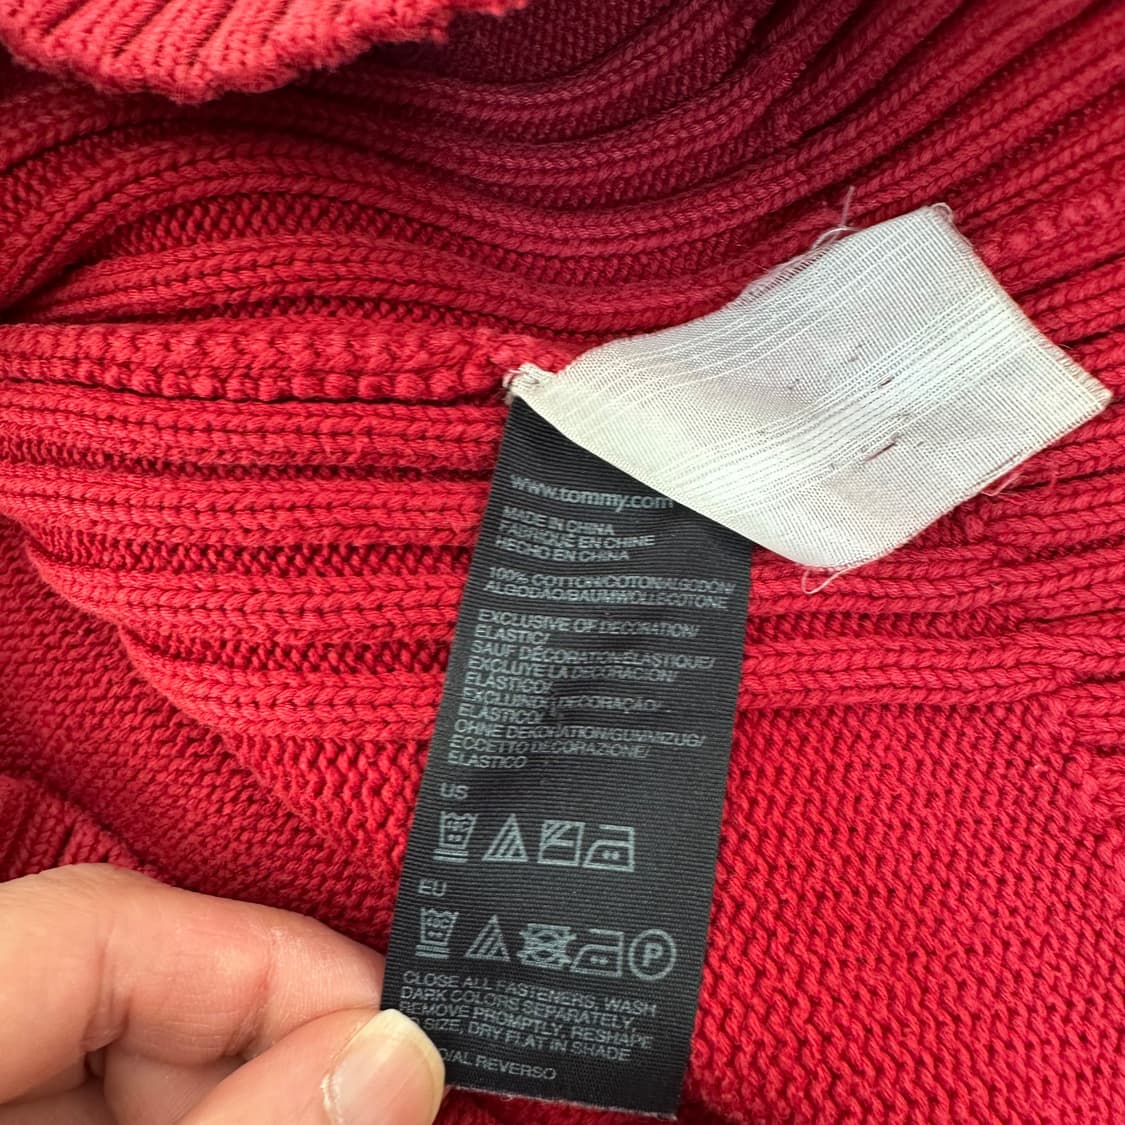 www.tommy.com
MADE IN CHINA
FABRIQUÉ EN CHINE
HECHO EN CHINA
100% COTTON/COTON/ALGODÓN/
ALGODÃO/BAUMWOLLE/COTONE
EXCLUSIVE OF DECORATION/
ELASTIC/
SAUF DÉCORATION/ÉLASTIQUE/
EXCLUYE LA DECORACIÓN/
ELÁSTICO/
EXCLUINDO DECORAÇÃO/
ELÁSTICO/
OHNE DEKORATION/GUMMIZUG/
ECCETTO DECORAZIONE/
ELASTICO
US
EU
P
CLOSE ALL FASTENERS, WASH
DARK COLORS SEPARATELY,
REMOVE PROMPTLY, RESHAPE
SIZE, DRY FLAT IN SHADE
O/AL REVERSO